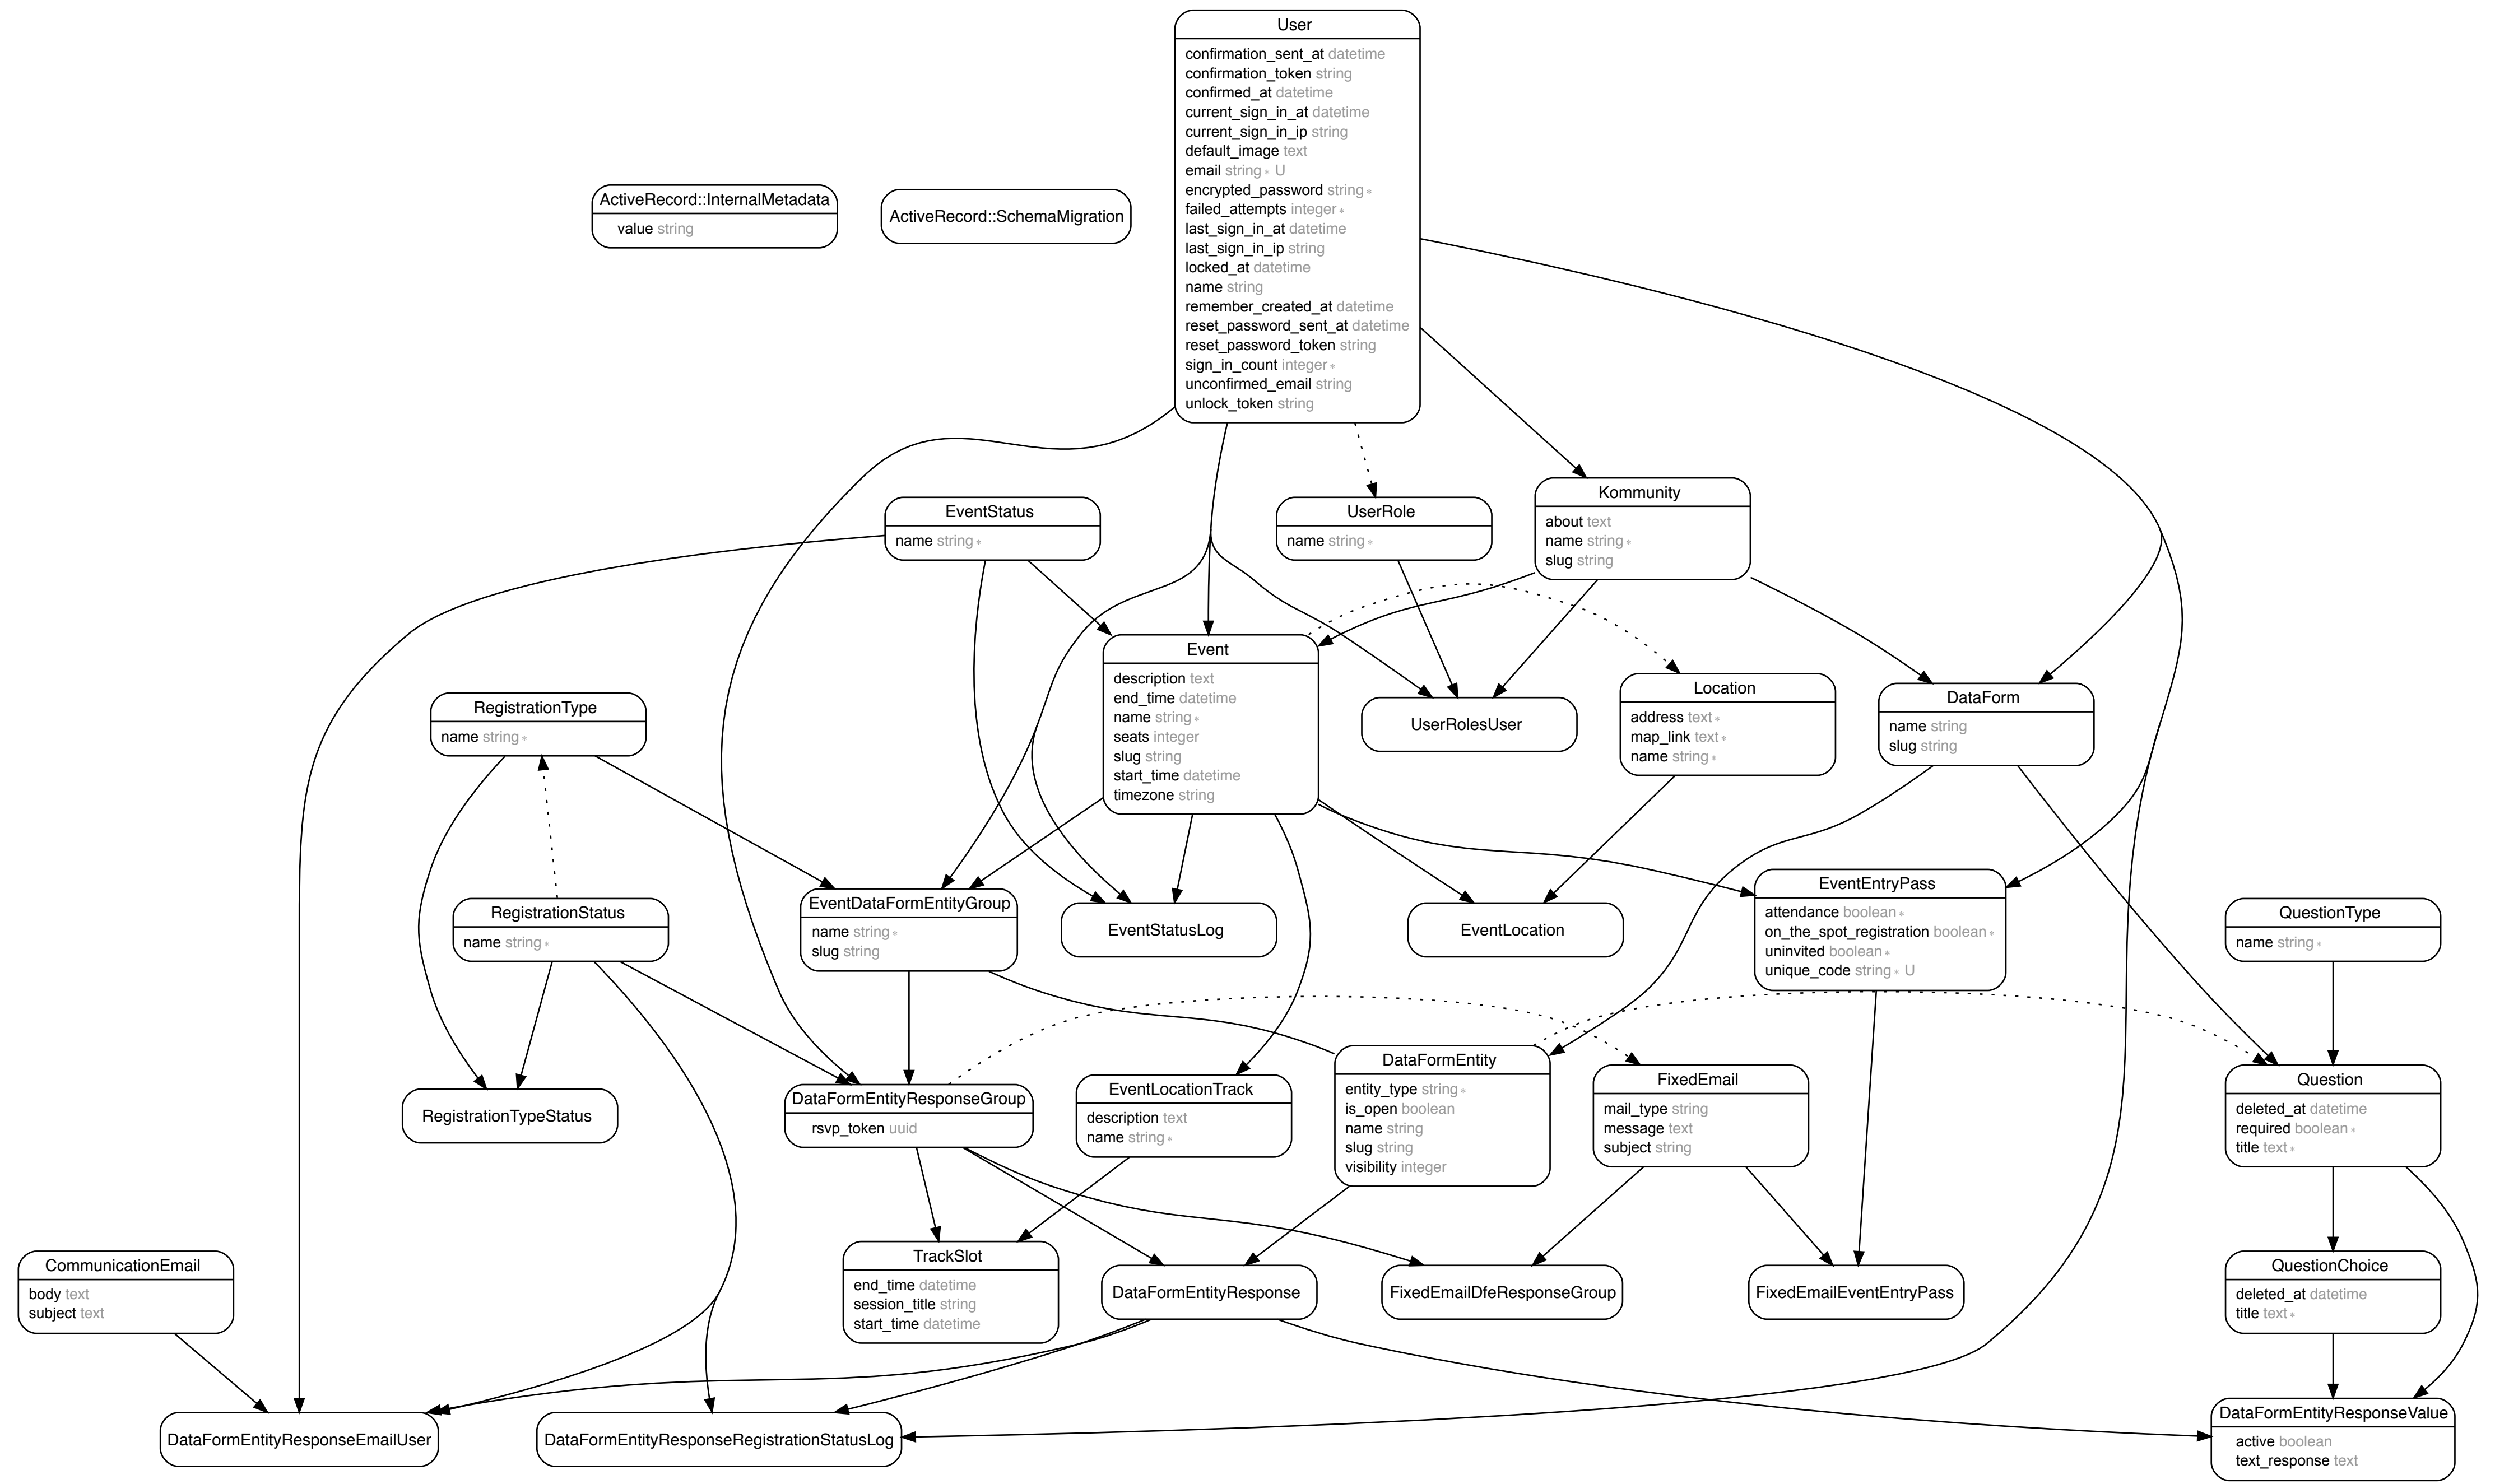 User
confirmation_sent_at datetime
confirmation_token string
confirmed_at datetime
current_sign_in_at datetime
current_sign_in_ip string
default_image text
email string∗ U
encrypted_password string∗
failed_attempts integer∗
last_sign_in_at datetime
last_sign_in_ip string
locked_at datetime
name string
remember_created_at datetime
reset_password_sent_at datetime
reset_password_token string
sign_in_count integer∗
unconfirmed_email string
unlock_token string
ActiveRecord::InternalMetadata
value string
ActiveRecord::SchemaMigration
EventStatus
name string∗
UserRole
name string∗
Kommunity
about text
name string∗
slug string
Event
description text
end_time datetime
name string∗
seats integer
slug string
start_time datetime
timezone string
RegistrationType
name string∗
UserRolesUser
Location
address text∗
map_link text∗
name string∗
DataForm
name string
slug string
RegistrationStatus
name string∗
EventDataFormEntityGroup
name string∗
slug string
EventStatusLog
EventLocation
EventEntryPass
attendance boolean∗
on_the_spot_registration boolean∗
uninvited boolean∗
unique_code string∗ U
QuestionType
name string∗
RegistrationTypeStatus
DataFormEntityResponseGroup
rsvp_token uuid
EventLocationTrack
description text
name string∗
DataFormEntity
entity_type string∗
is_open boolean
name string
slug string
visibility integer
FixedEmail
mail_type string
message text
subject string
Question
deleted_at datetime
required boolean∗
title text∗
CommunicationEmail
body text
subject text
TrackSlot
end_time datetime
session_title string
start_time datetime
DataFormEntityResponse
FixedEmailDfeResponseGroup
FixedEmailEventEntryPass
QuestionChoice
deleted_at datetime
title text∗
DataFormEntityResponseEmailUser
DataFormEntityResponseRegistrationStatusLog
DataFormEntityResponseValue
active boolean
text_response text